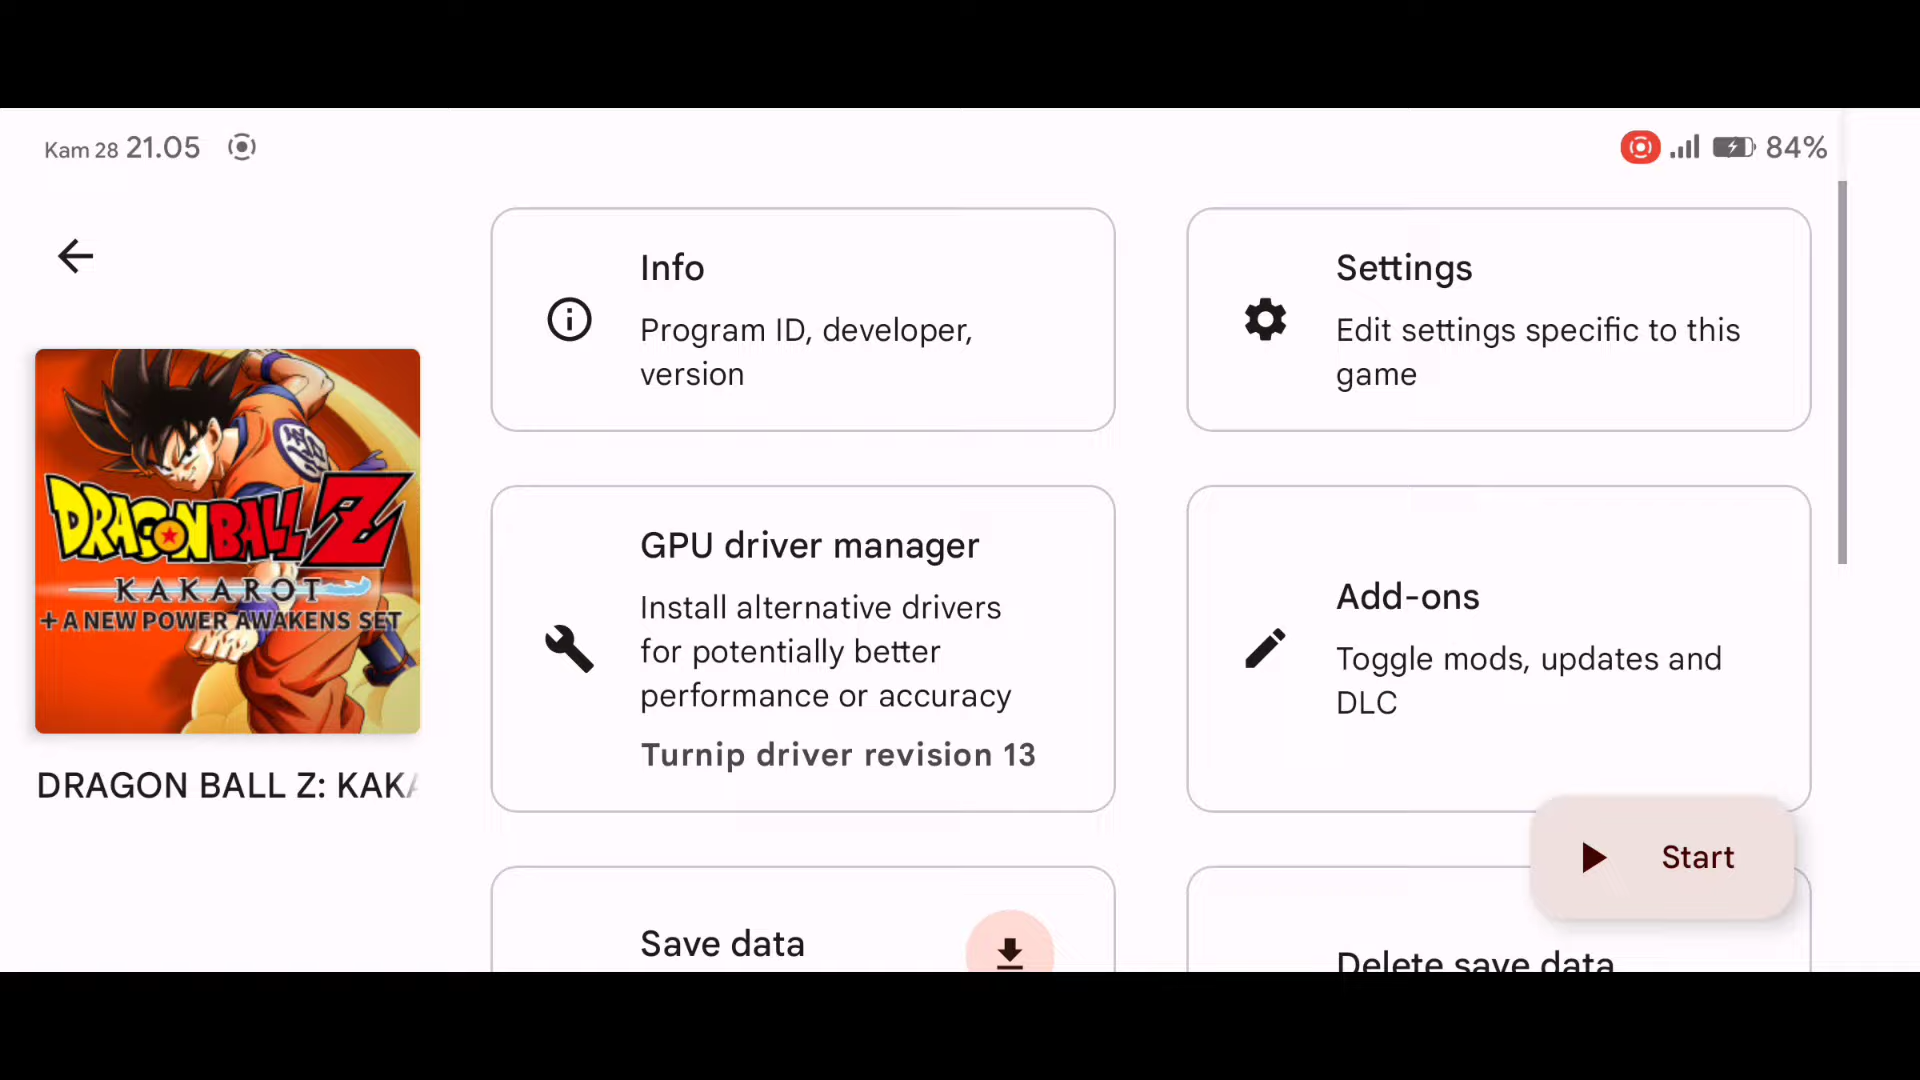 Kam 28 21.05
84%
DRAGON BALL Z
KAKAROT
+ A NEW POWER AWAKENS SET
DRAGON BALL Z: KAK
Info
Program ID, developer,
version
Settings
Edit settings specific to this
game
GPU driver manager
Install alternative drivers
for potentially better
performance or accuracy
Turnip driver revision 13
Add-ons
Toggle mods, updates and
DLC
Start
Save data
Delete save data